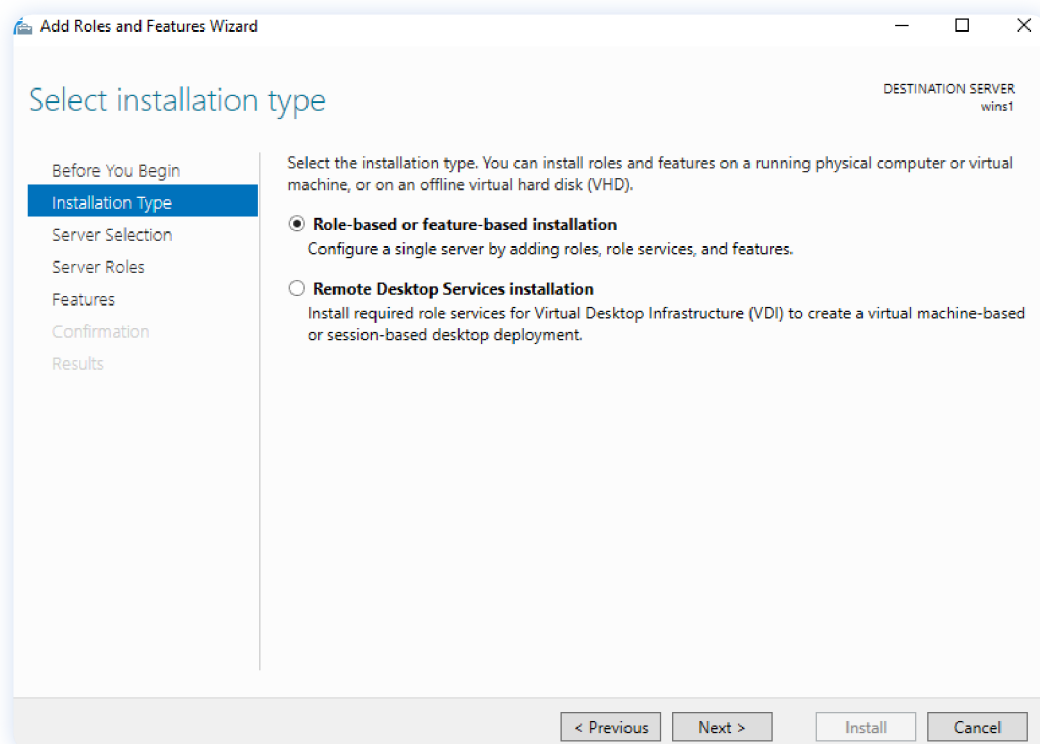 Add Roles and Features Wizard
Select installation type
DESTINATION SERVER
wins1
Before You Begin
Installation Type
Server Selection
Server Roles
Features
Confirmation
Results
Select the installation type. You can install roles and features on a running physical computer or virtual
machine, or on an offline virtual hard disk (VHD).
Role-based or feature-based installation
Configure a single server by adding roles, role services, and features.
Remote Desktop Services installation
Install required role services for Virtual Desktop Infrastructure (VDI) to create a virtual machine-based
or session-based desktop deployment.
< Previous
Next >
Install
Cancel